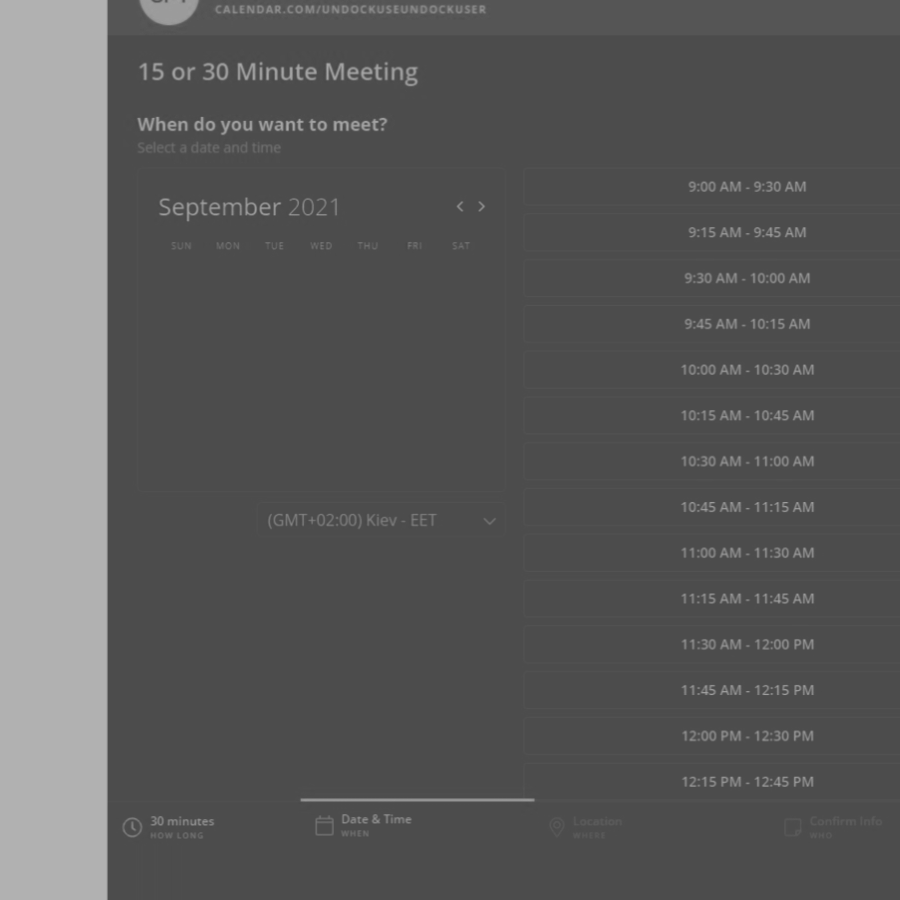 CALENDAR.COM/UNDOCKUSEUNDOCKUSER
15 or 30 Minute Meeting
When do you want to meet?
Select a date and time
September 2021
SUN MON TUE WED THU FRI SAT
(GMT+02:00) Kiev - EET
9:00 AM - 9:30 AM
9:15 AM - 9:45 AM
9:30 AM - 10:00 AM
9:45 AM - 10:15 AM
10:00 AM - 10:30 AM
10:15 AM - 10:45 AM
10:30 AM - 11:00 AM
10:45 AM - 11:15 AM
11:00 AM - 11:30 AM
11:15 AM - 11:45 AM
11:30 AM - 12:00 PM
11:45 AM - 12:15 PM
12:00 PM - 12:30 PM
12:15 PM - 12:45 PM
30 minutes
HOW LONG
Date & Time
WHEN
Location
WHERE
Confirm Info
WHO